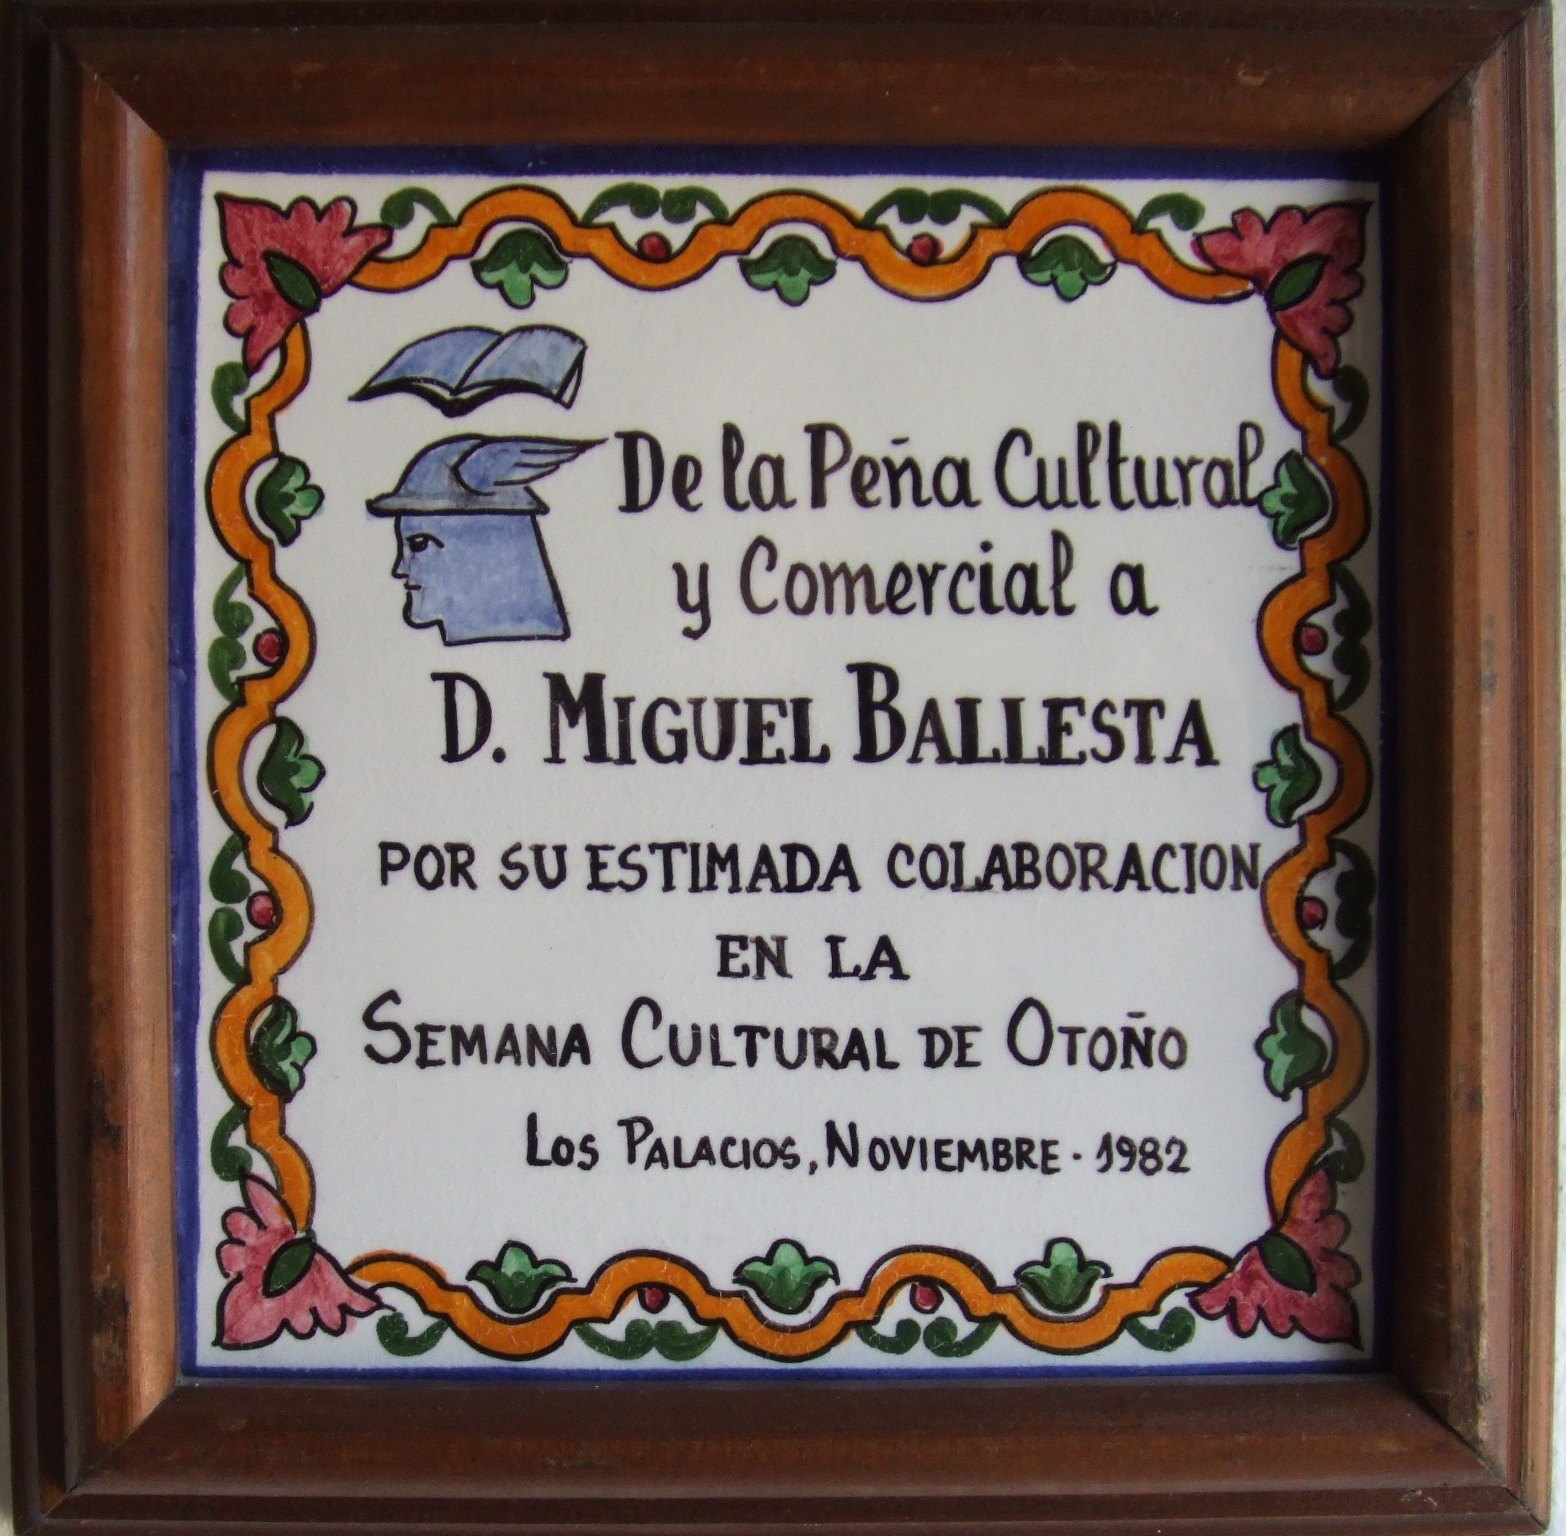 De la Peña Cultural
y Comercial a
D. MIGUEL BALLESTA
POR SU ESTIMADA COLABORACION
EN LA
SEMANA CULTURAL DE OTOÑO
LOS PALACIOS, NOVIEMBRE · 1982